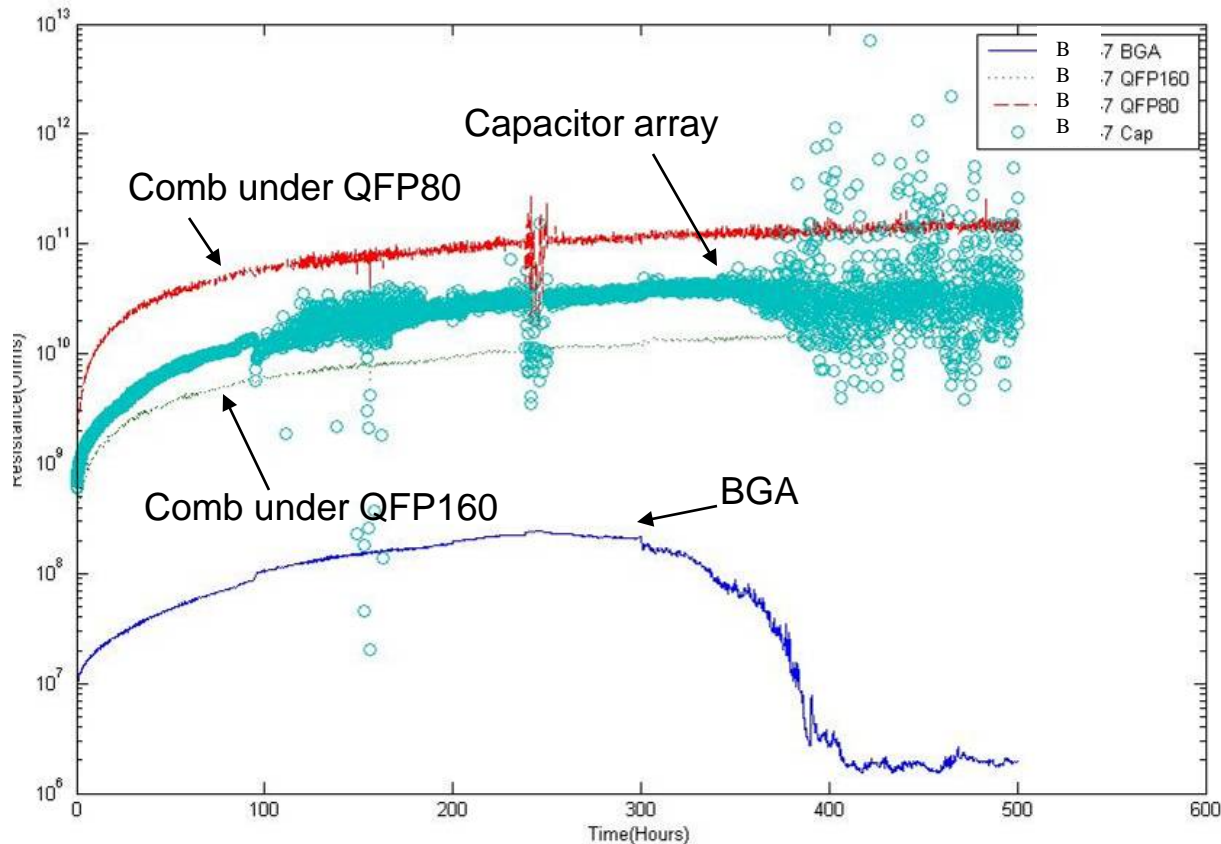 10^13
10^12
10^11
10^10
10^9
10^8
10^7
10^6
Resistance(Ohms)
0
100
200
300
400
500
600
Time(Hours)
B -7 BGA
B -7 QFP160
B -7 QFP80
B -7 Cap
Capacitor array
Comb under QFP80
Comb under QFP160
BGA